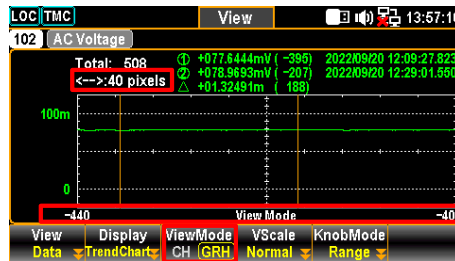 LOC TMC View 13:57:1
102 AC Voltage
Total: 508 ① +077.6444mV ( -395) 2022/09/20 12:09:27.823
<-->:40 pixels ② +078.9693mV ( -207) 2022/09/20 12:29:01.550
△ +01.32491m ( 188)
100m
0
-440 View Mode -40
View Display ViewMode VScale KnobMode
Data TrendChart CH GRH Normal Range